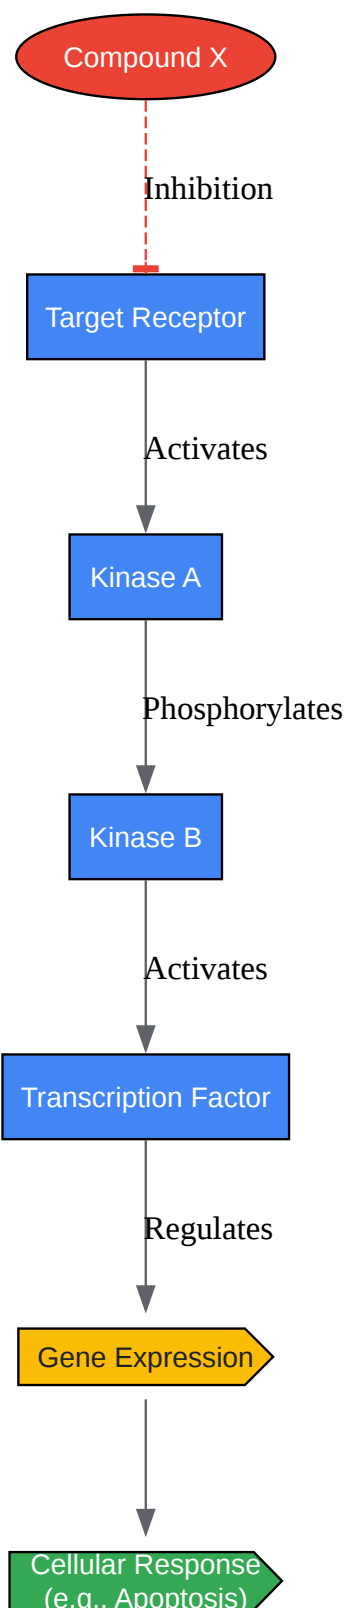 Compound X
Inhibition
Target Receptor
Activates
Kinase A
Phosphorylates
Kinase B
Activates
Transcription Factor
Regulates
Gene Expression
Cellular Response
(e.g., Apoptosis)